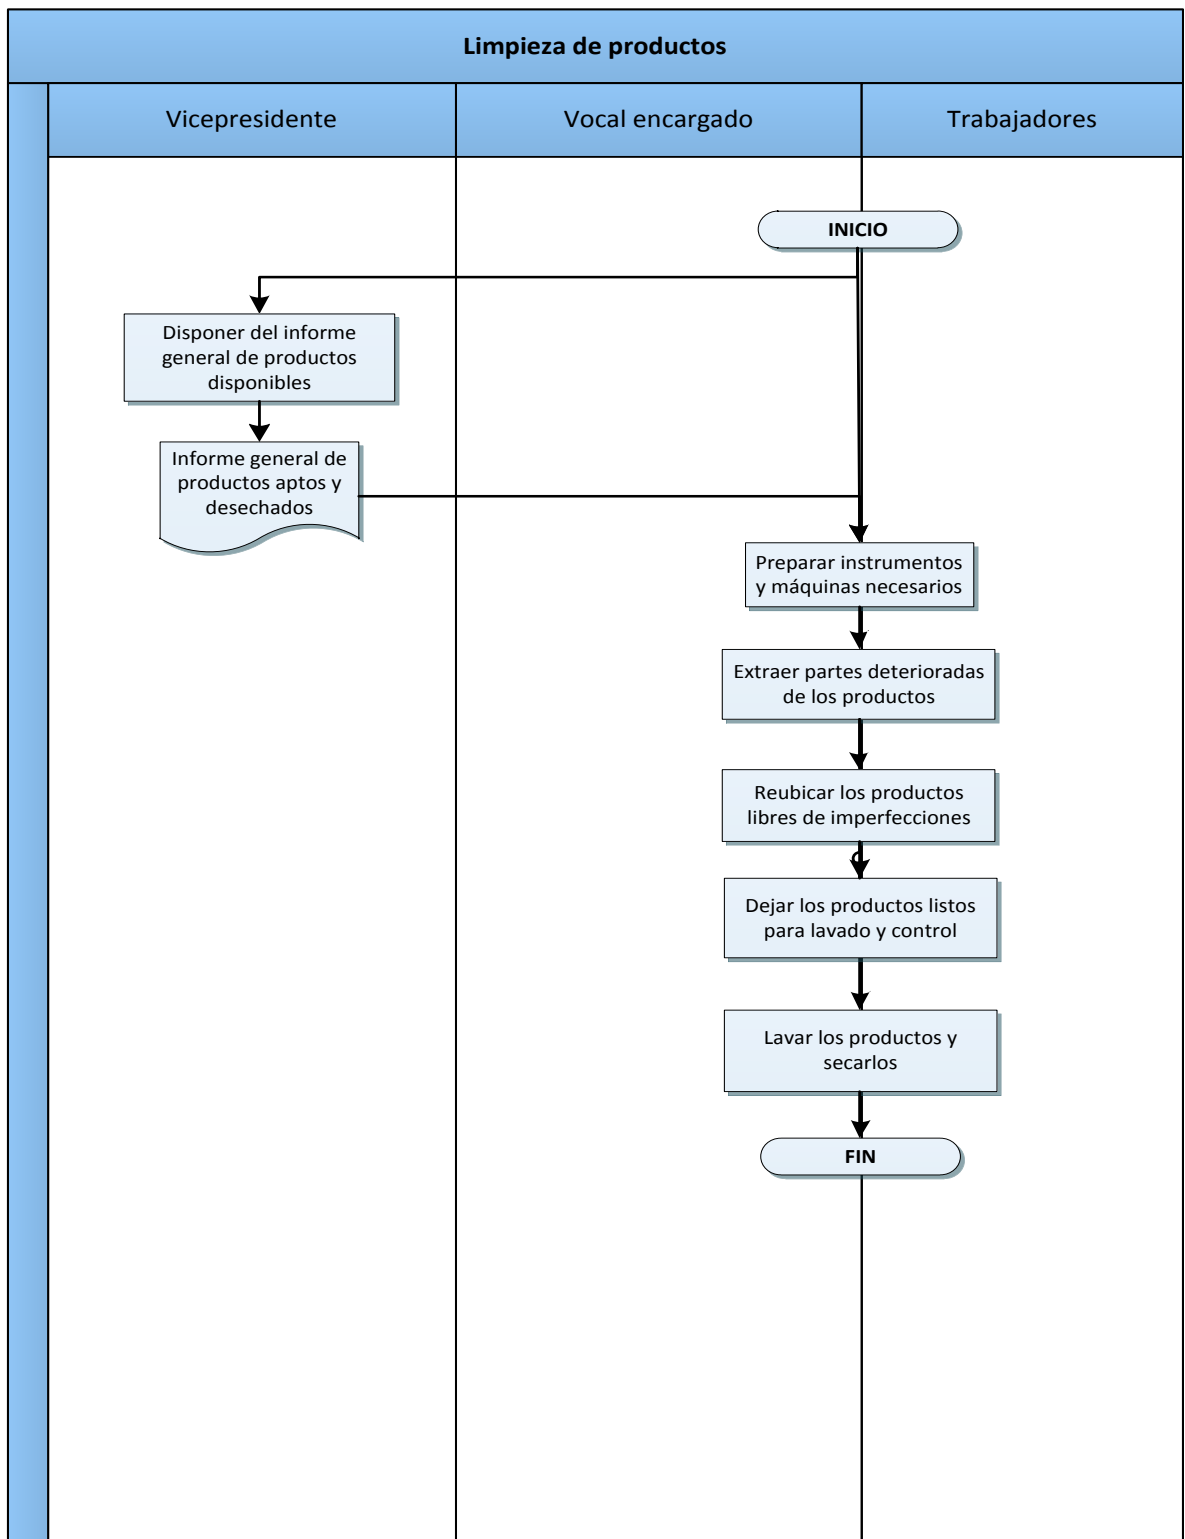 Limpieza de productos
Vicepresidente
Vocal encargado
Trabajadores
INICIO
Disponer del informe
general de productos
disponibles
Informe general de
productos aptos y
desechados
Preparar instrumentos
y máquinas necesarios
Extraer partes deterioradas
de los productos
Reubicar los productos
libres de imperfecciones
Dejar los productos listos
para lavado y control
Lavar los productos y
secarlos
FIN